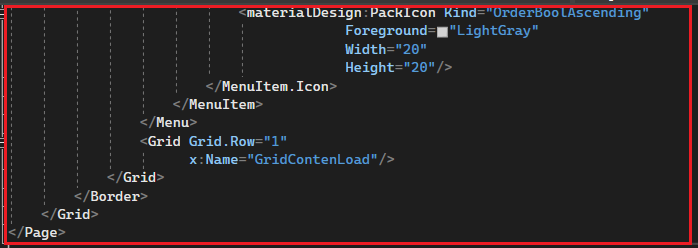 <materialDesign:PackIcon Kind="OrderBoolAscending"
Foreground="LightGray"
Width="20"
Height="20"/>
</MenuItem.Icon>
</MenuItem>
</Menu>
<Grid Grid.Row="1"
x:Name="GridContenLoad"/>
</Grid>
</Border>
</Grid>
</Page>